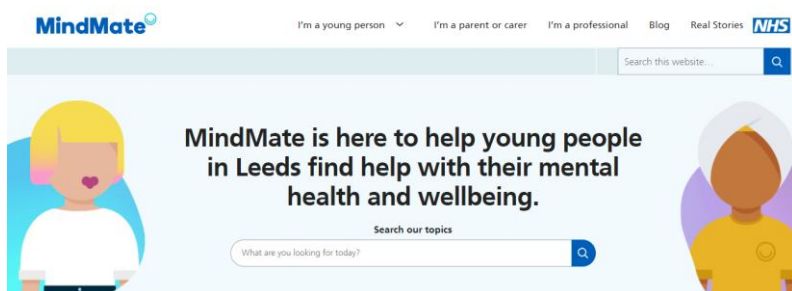 MindMate
I'm a young person
I'm a parent or carer
I'm a professional
Blog
Real Stories
NHS
Search this website...
MindMate is here to help young people
in Leeds find help with their mental
health and wellbeing.
Search our topics
What are you looking for today?